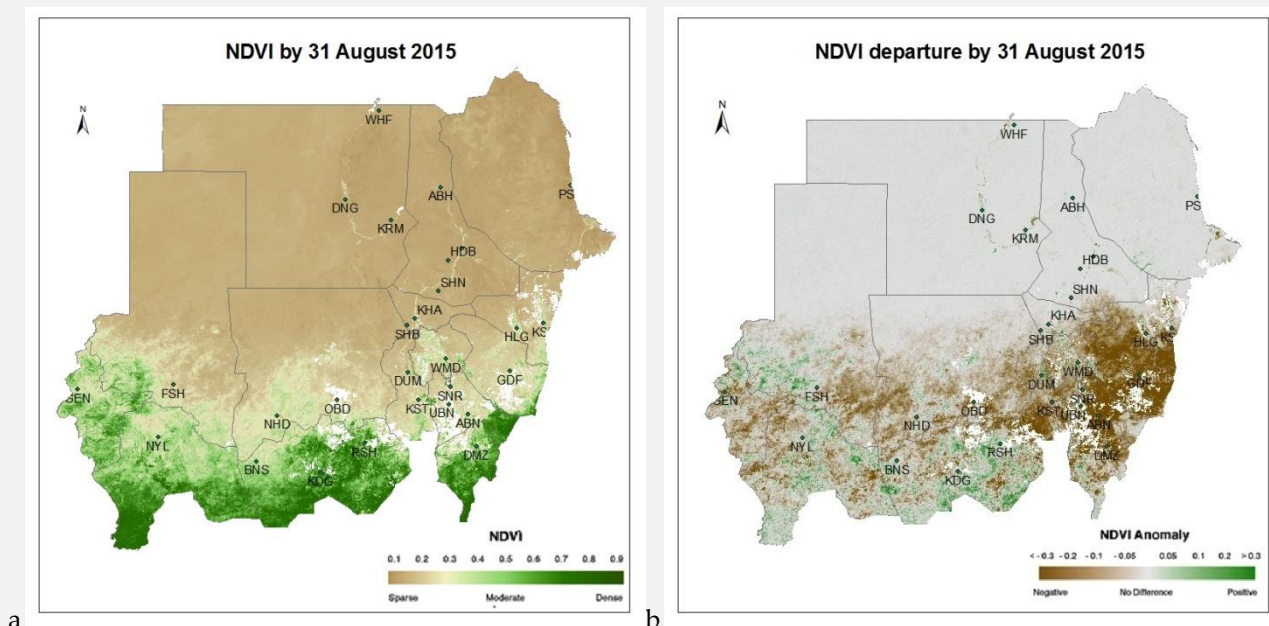 NDVI by 31 August 2015
N
WHF
ABH
PS
DNG
KRM
HDB
SHN
KHA
SHB
HLG
KS
WMD
DUM
GDF
GEN
FSH
SNR
OBD
KST
UBN
NHD
ABN
NYL
RSH
DMZ
BNS
KDG
NDVI
0.1 0.2 0.3 0.4 0.5 0.6 0.7 0.8 0.9
Sparse Moderate Dense
a
NDVI departure by 31 August 2015
N
WHF
ABH
PS
DNG
KRM
HDB
SHN
KHA
SHB
HLG
KS
WMD
DUM
GDF
GEN
FSH
SNR
OBD
KST
UBN
NHD
ABN
NYL
RSH
DMZ
BNS
KDG
NDVI Anomaly
< -0.3 -0.2 -0.1 -0.05 0.05 0.1 0.2 > 0.3
Negative No Difference Positive
b